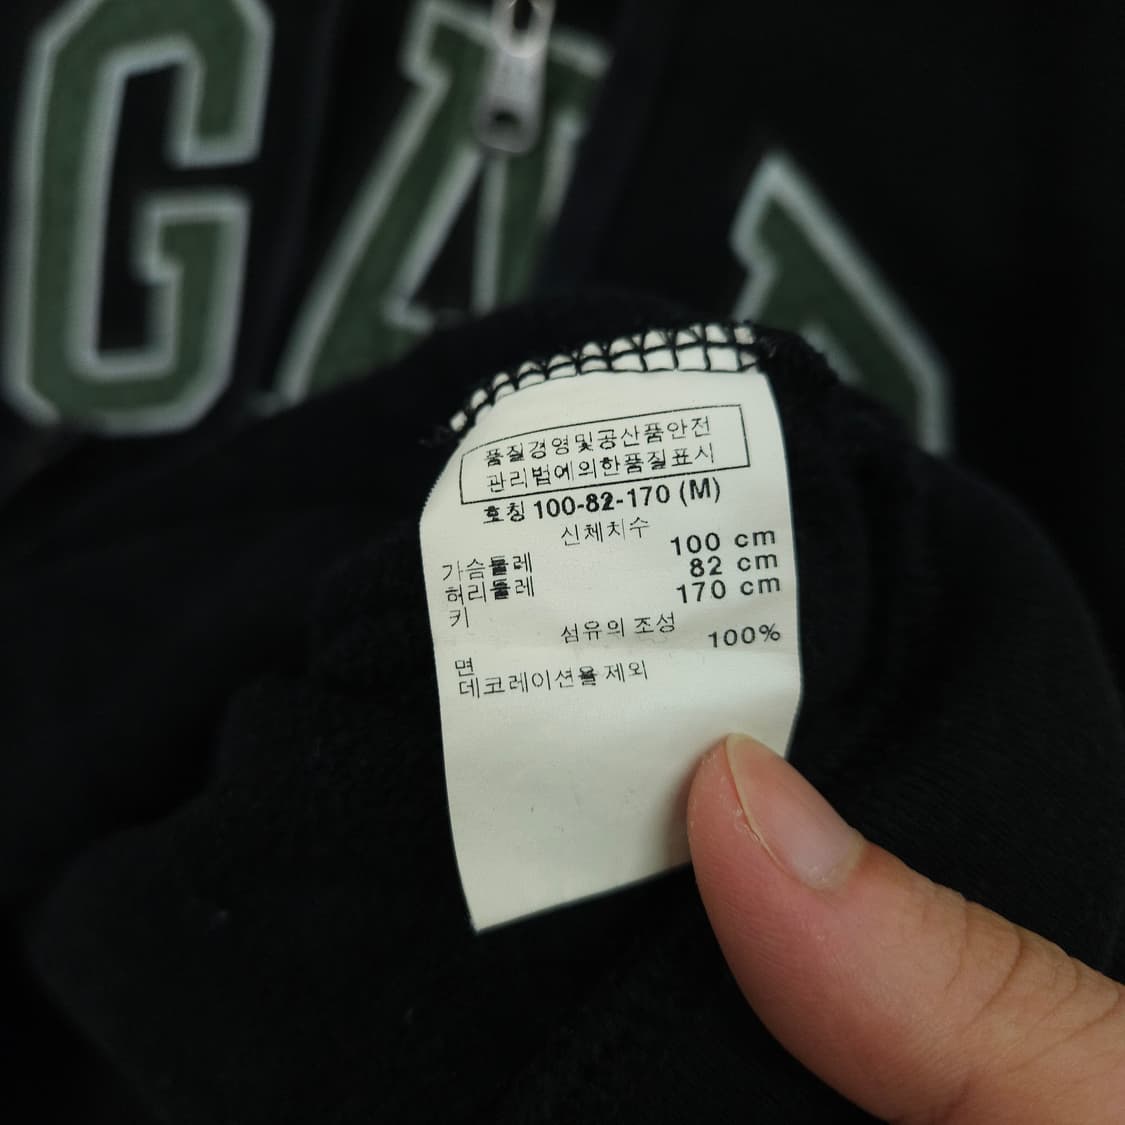 GA
품질경영및공산품안전
관리법에의한품질표시
호칭 100-82-170 (M)
신체치수
가슴둘레 100 cm
허리둘레 82 cm
키 170 cm
섬유의 조성
면 100%
데코레이션율 제외